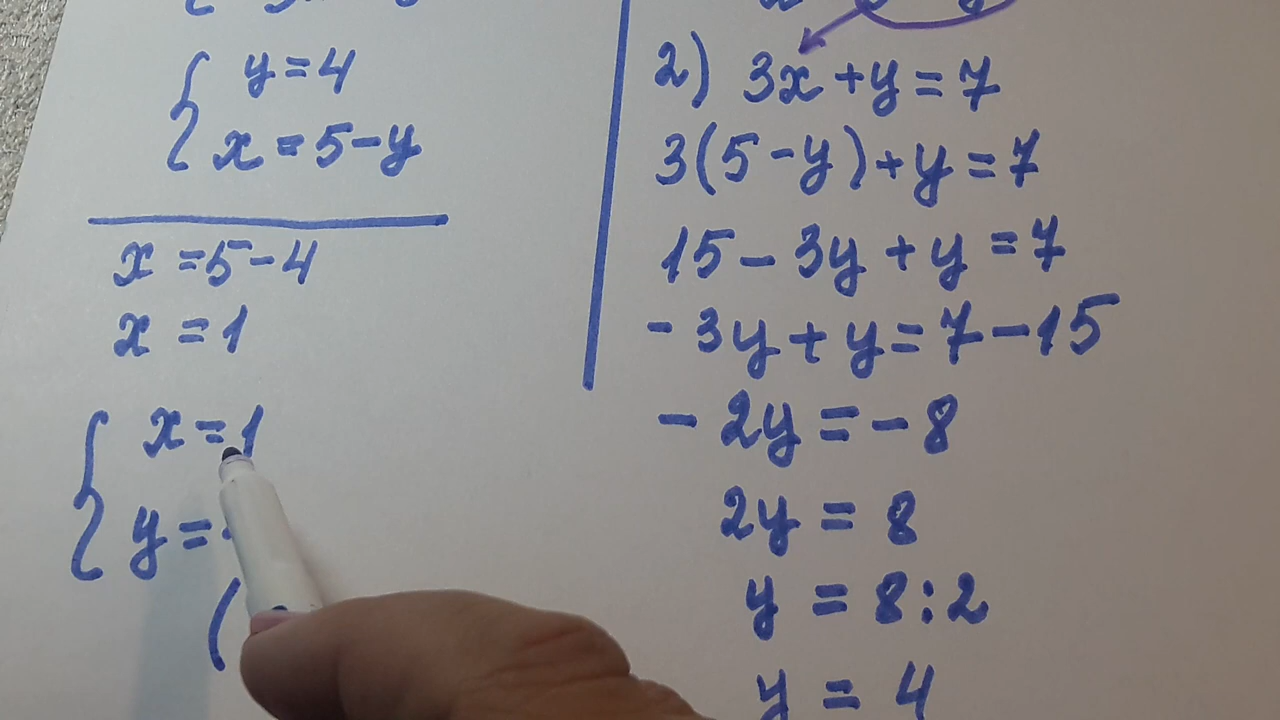 y = 4
x = 5 - y
x = 5 - 4
x = 1
x = 1
y =
(
2) 3x + y = 7
3(5 - y) + y = 7
15 - 3y + y = 7
- 3y + y = 7 - 15
- 2y = - 8
2y = 8
y = 8 : 2
y = 4